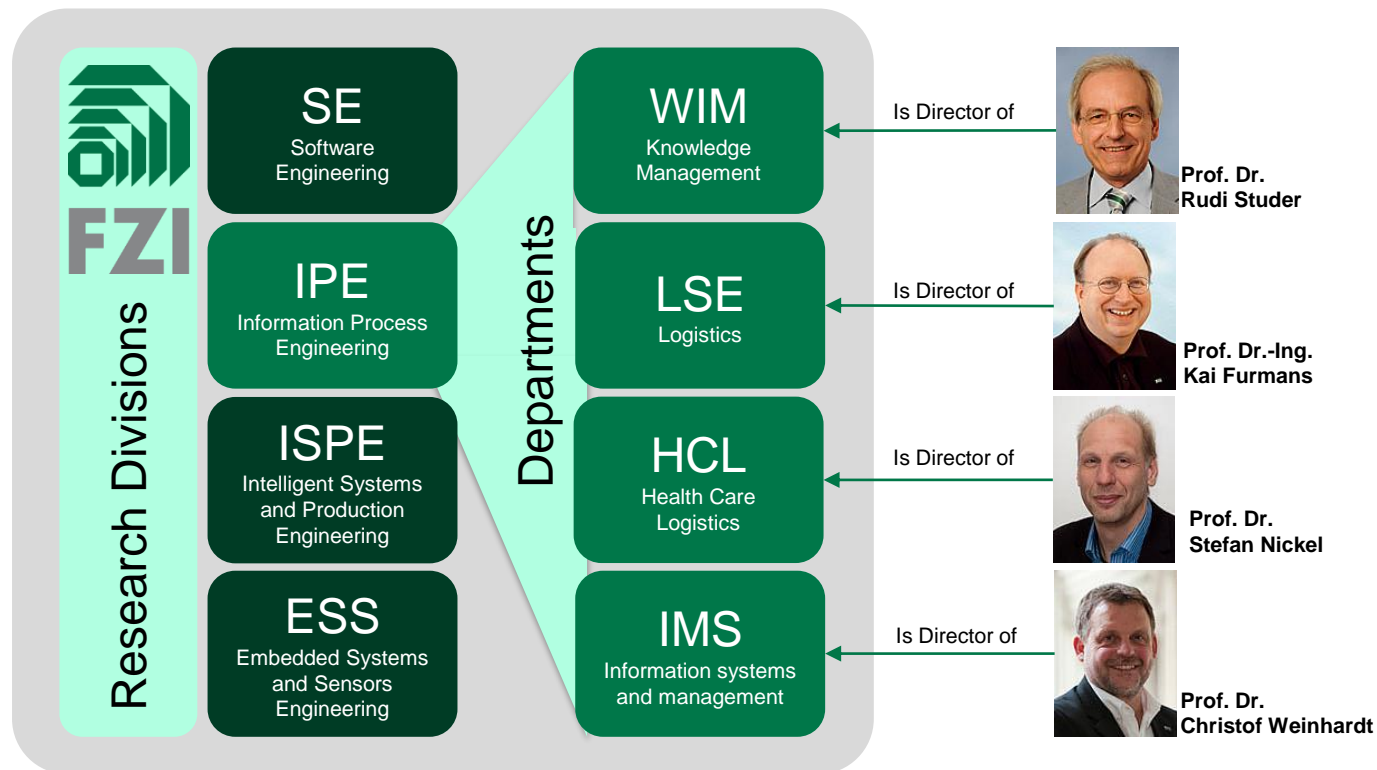 FZI
Research Divisions
SE
Software
Engineering
IPE
Information Process
Engineering
ISPE
Intelligent Systems
and Production
Engineering
ESS
Embedded Systems
and Sensors
Engineering
Departments
WIM
Knowledge
Management
LSE
Logistics
HCL
Health Care
Logistics
IMS
Information systems
and management
Is Director of
Prof. Dr.
Rudi Studer
Is Director of
Prof. Dr.-Ing.
Kai Furmans
Is Director of
Prof. Dr.
Stefan Nickel
Is Director of
Prof. Dr.
Christof Weinhardt